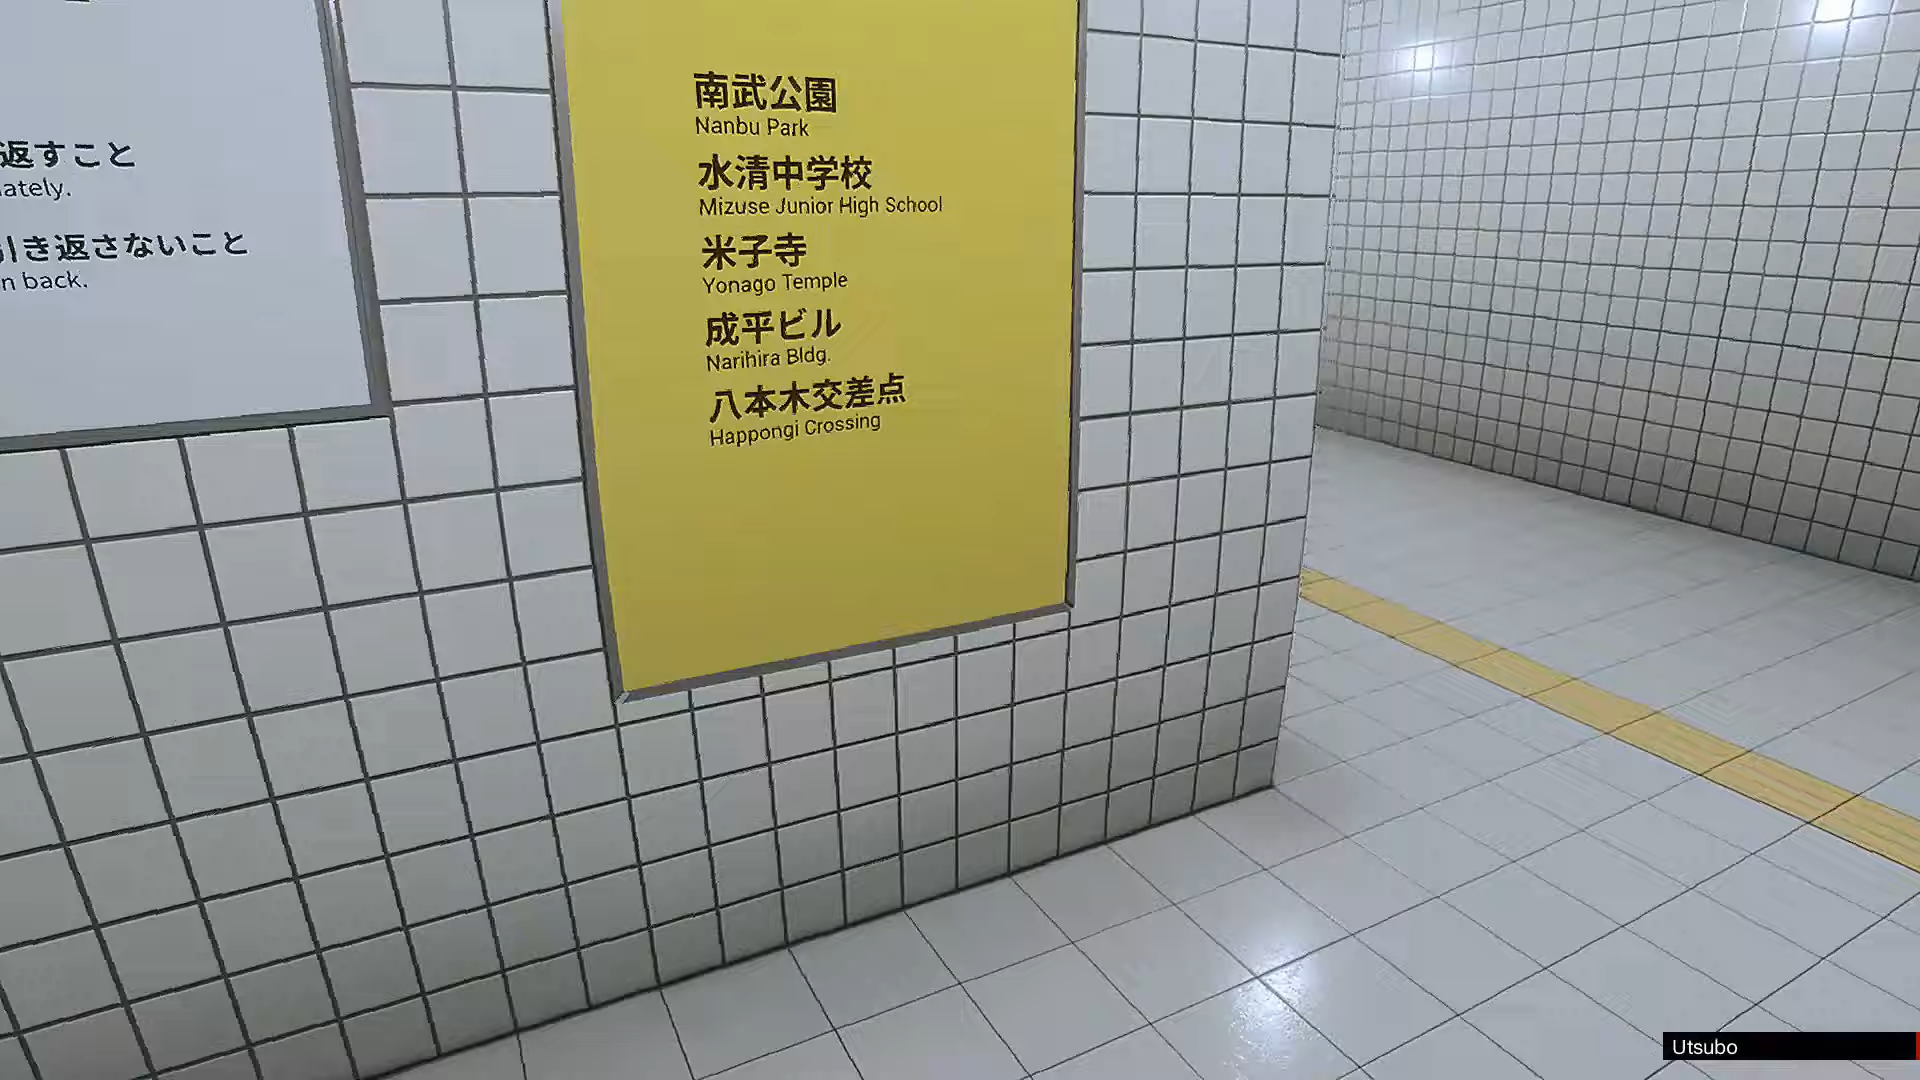 返すこと
ately.
引き返さないこと
n back.
南武公園
Nanbu Park
水清中学校
Mizuse Junior High School
米子寺
Yonago Temple
成平ビル
Narihira Bldg.
八本木交差点
Happongi Crossing
Utsubo